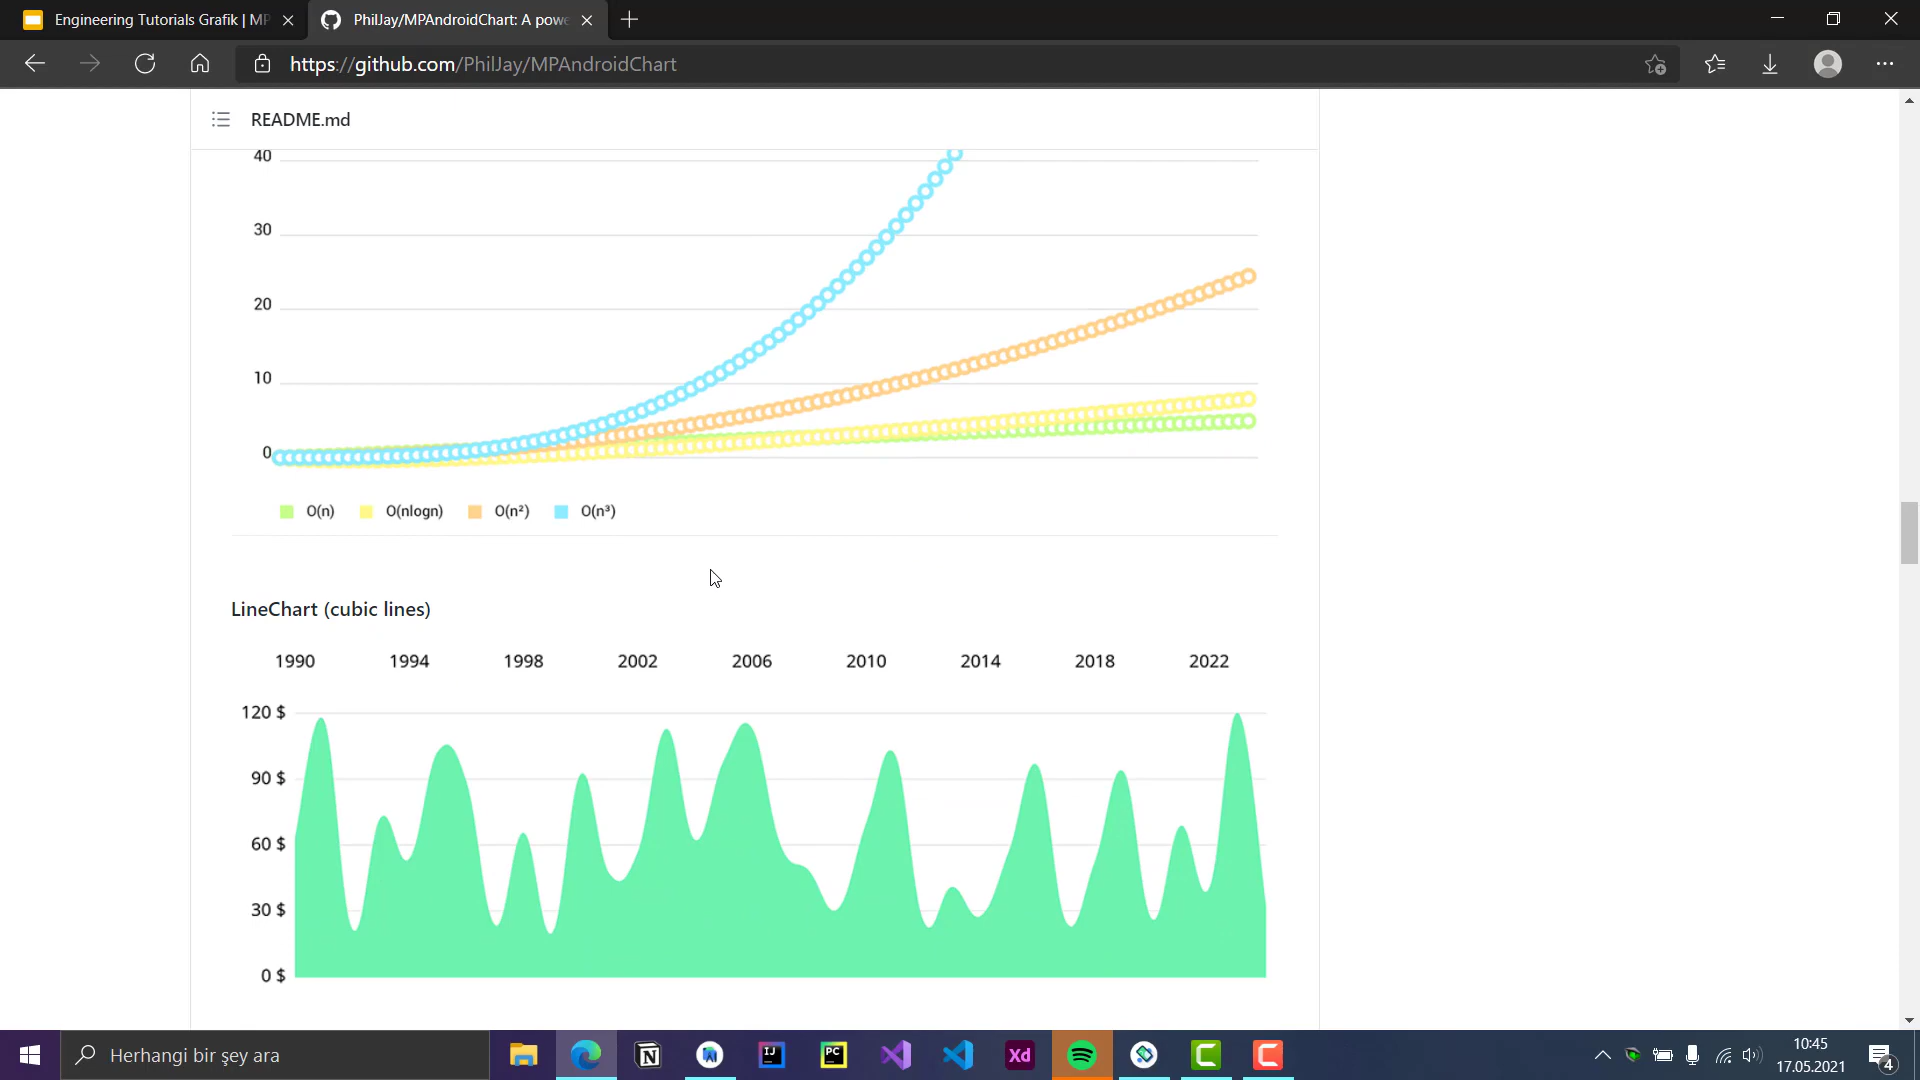 Engineering Tutorials Grafik | MP
PhilJay/MPAndroidChart: A powe
https://github.com/PhilJay/MPAndroidChart
README.md
40
30
20
10
0
O(n) O(nlogn) O(n²) O(n³)
LineChart (cubic lines)
1990 1994 1998 2002 2006 2010 2014 2018 2022
120 $
90 $
60 $
30 $
0 $
Herhangi bir şey ara
N
IJ
PC
Xd
10:45
17.05.2021
4